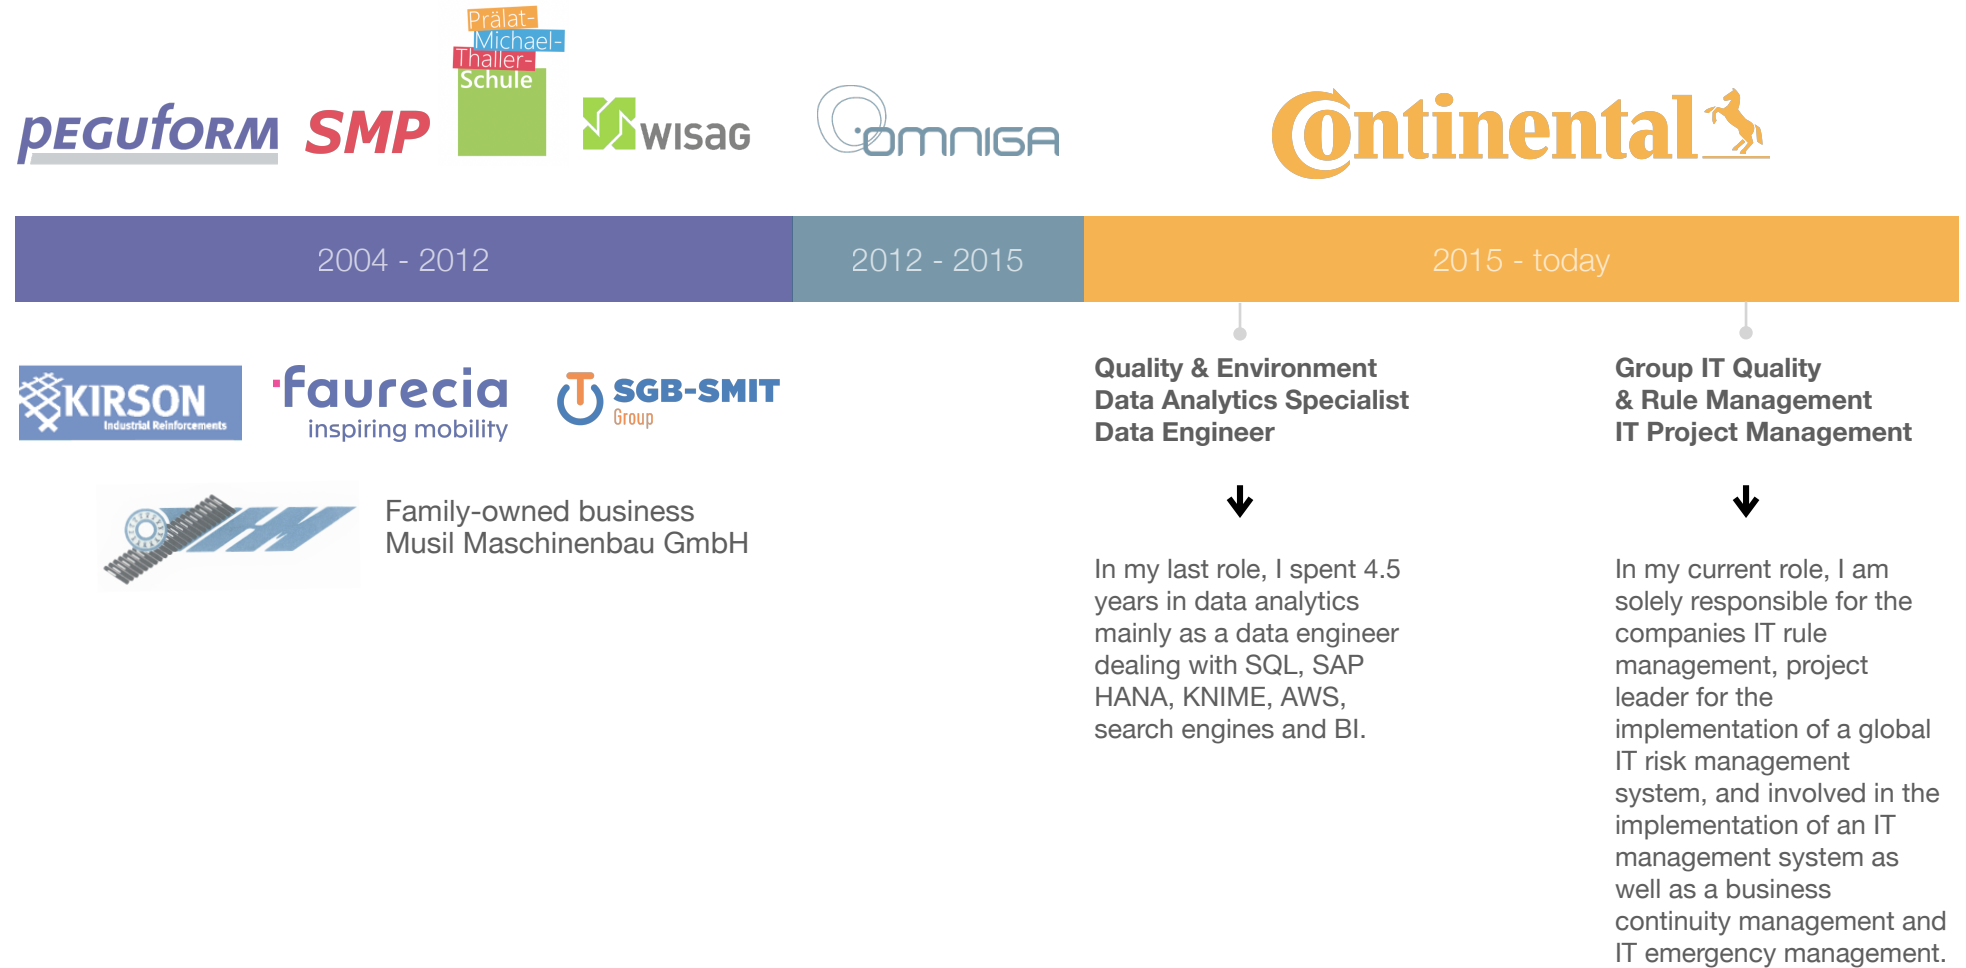 Prälat-
Michael-
Thaller-
Schule
peguform
SMP
WISAG
OMNIGA
Continental
2004 - 2012
2012 - 2015
2015 - today
KIRSON
Industrial Reinforcements
faurecia
inspiring mobility
SGB-SMIT
Group
Family-owned business
Musil Maschinenbau GmbH
Quality & Environment
Data Analytics Specialist
Data Engineer
In my last role, I spent 4.5
years in data analytics
mainly as a data engineer
dealing with SQL, SAP
HANA, KNIME, AWS,
search engines and BI.
Group IT Quality
& Rule Management
IT Project Management
In my current role, I am
solely responsible for the
companies IT rule
management, project
leader for the
implementation of a global
IT risk management
system, and involved in the
implementation of an IT
management system as
well as a business
continuity management and
IT emergency management.